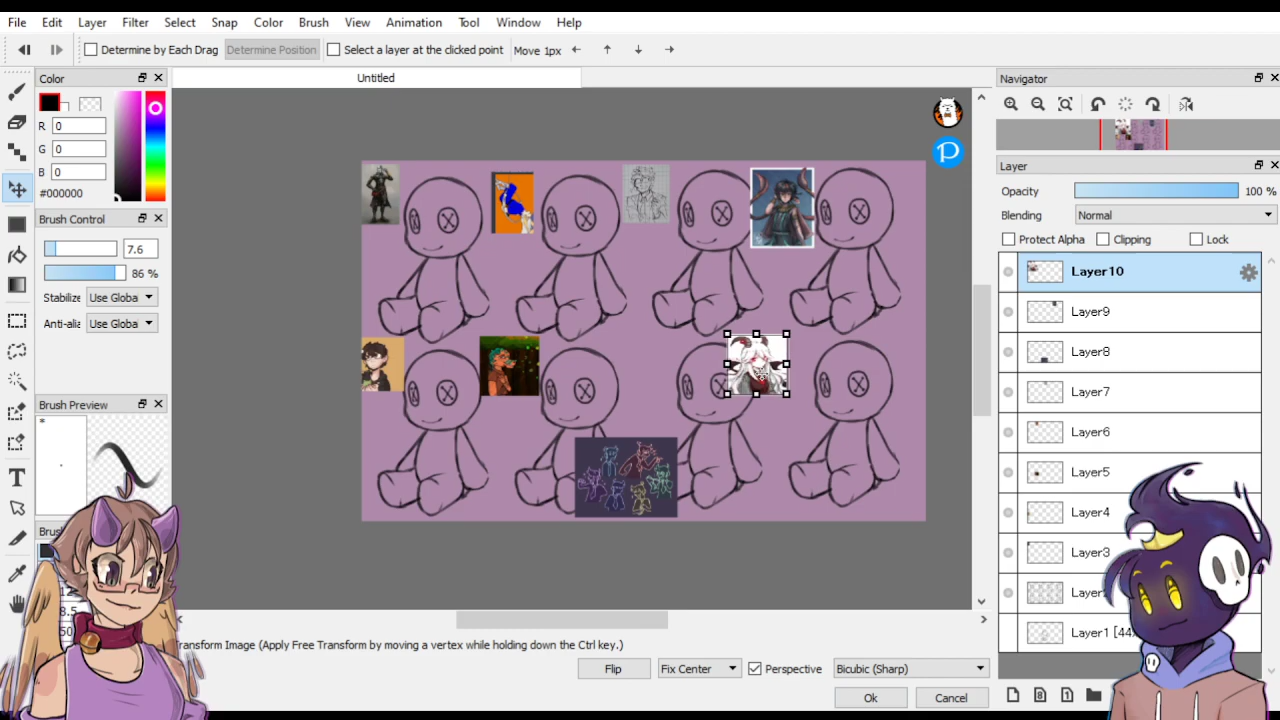 File Edit Layer Filter Select Snap Color Brush View Animation Tool Window Help
Determine by Each Drag Determine Position Select a layer at the clicked point Move 1px
Color Untitled Navigator
R 0
G 0
B 0
#000000
Layer
Opacity 100 %
Blending Normal
Protect Alpha Clipping Lock
Brush Control
7.6
86 %
Stabilize Use Globa
Anti-alia Use Globa
Brush Preview
*
Layer10
Layer9
Layer8
Layer7
Layer6
Layer5
Layer4
Layer3
Layer1 [44
8.5
Transform Image (Apply Free Transform by moving a vertex while holding down the Ctrl key.)
Flip Fix Center Perspective Bicubic (Sharp)
Ok Cancel